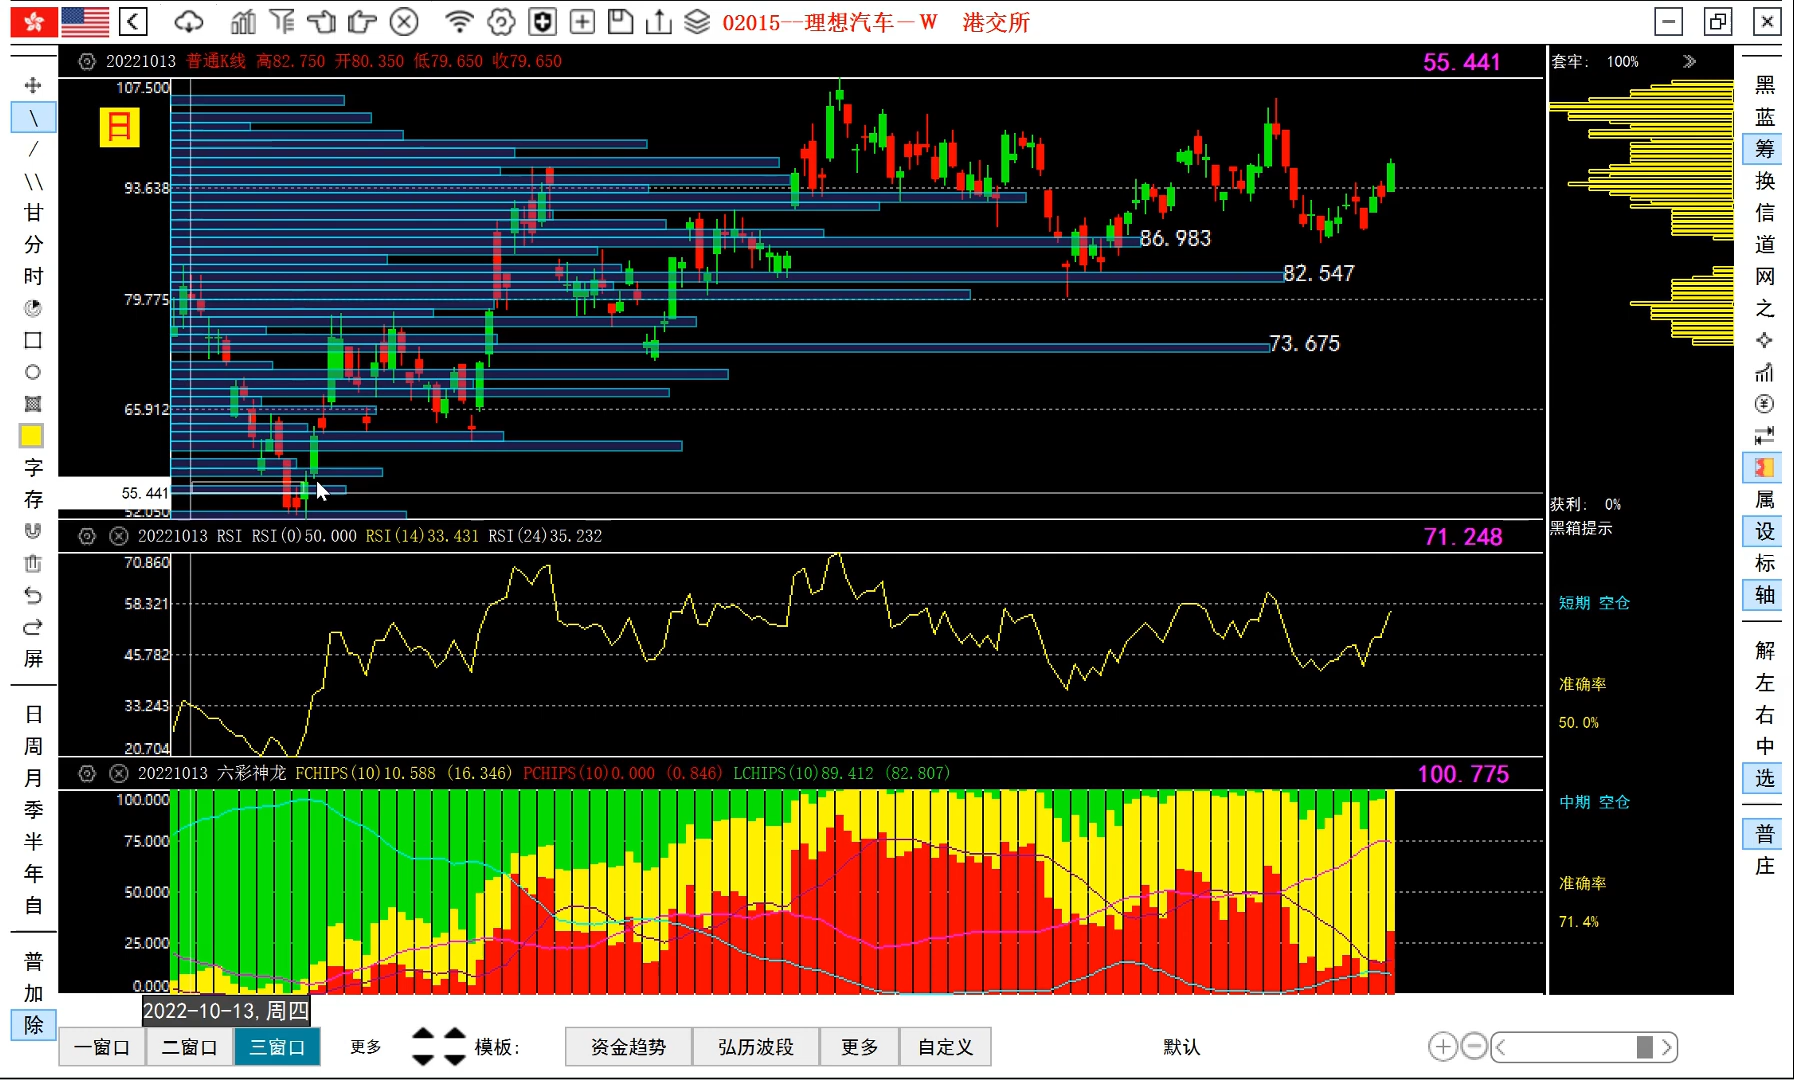 02015--理想汽车－W 港交所
20221013 普通K线 高82.750 开80.350 低79.650 收79.650
55.441
套牢: 100%
107.500
日
93.638
86.983
82.547
79.775
73.675
65.912
55.441
52.050
获利: 0%
黑箱提示
20221013 RSI RSI(0)50.000 RSI(14)33.431 RSI(24)35.232
71.248
70.860
58.321
45.782
33.243
20.704
短期 空仓
准确率
50.0%
20221013 六彩神龙 FCHIPS(10)10.588 (16.346) PCHIPS(10)0.000 (0.846) LCHIPS(10)89.412 (82.807)
100.775
100.000
75.000
50.000
25.000
0.000
中期 空仓
准确率
71.4%
2022-10-13,周四
一窗口 二窗口 三窗口 更多 模板: 资金趋势 弘历波段 更多 自定义 默认
甘
分
时
字
存
屏
日
周
月
季
半
年
自
普
加
除
黑
蓝
筹
换
信
道
网
之
属
设
标
轴
解
左
右
中
选
普
庄